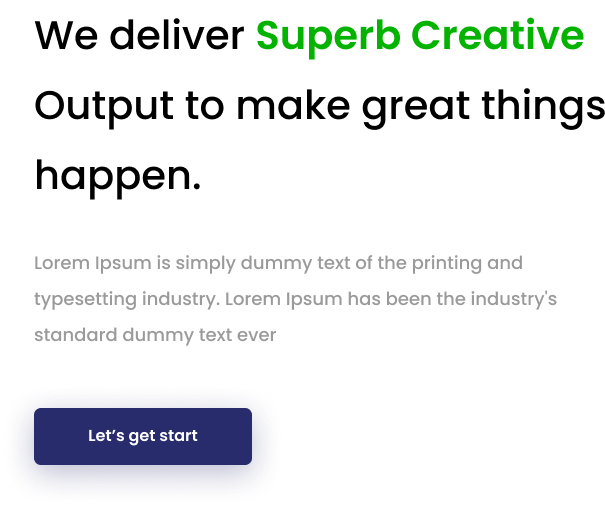 We deliver Superb Creative
Output to make great things
happen.
Lorem Ipsum is simply dummy text of the printing and
typesetting industry. Lorem Ipsum has been the industry's
standard dummy text ever
Let’s get start